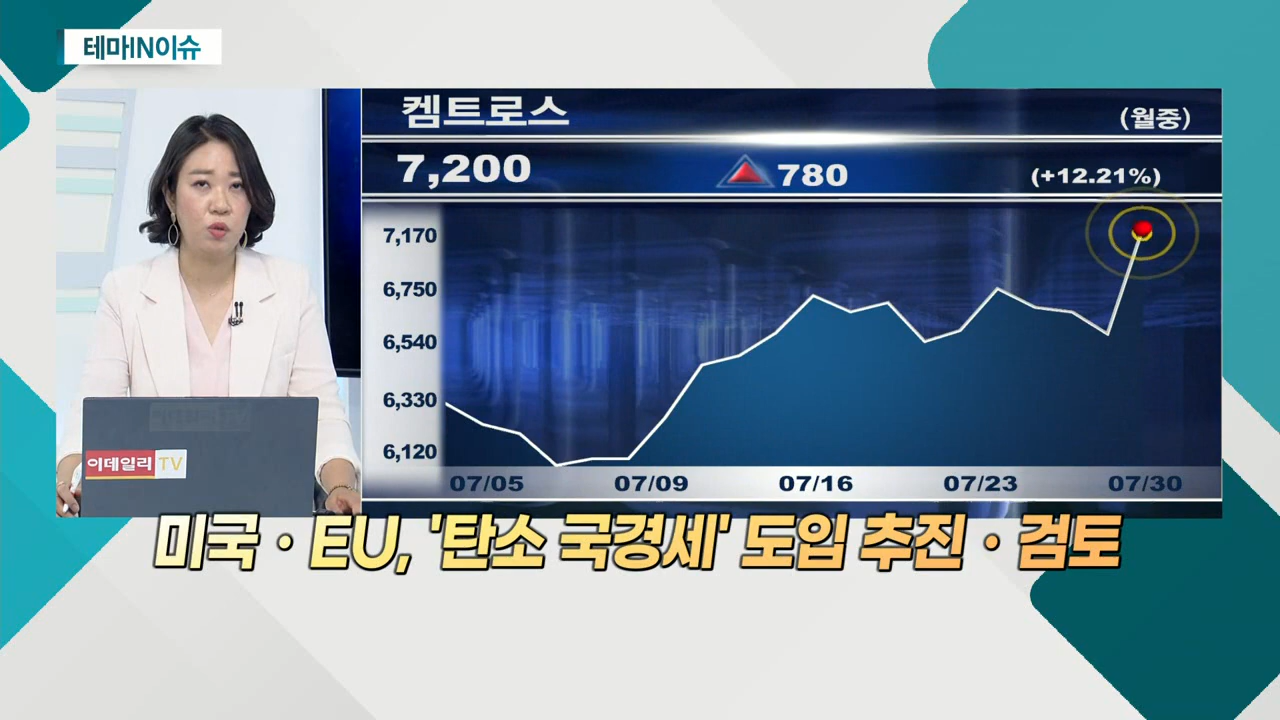 테마IN이슈
켐트로스
(월중)
7,200 780 (+12.21%)
7,170
6,750
6,540
6,330
6,120
07/05 07/09 07/16 07/23 07/30
이데일리 TV
미국·EU, '탄소 국경세' 도입 추진·검토